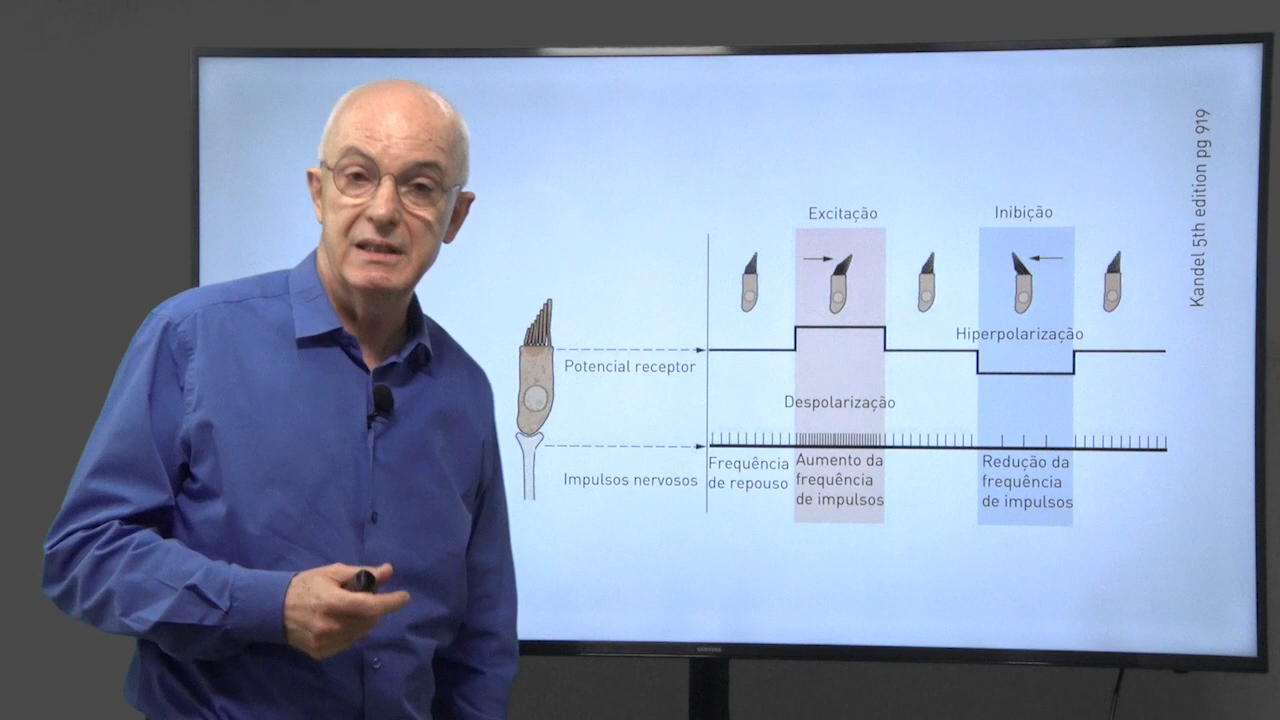 Kandel 5th edition pg 919
Excitação
Inibição
Hiperpolarização
Potencial receptor
Despolarização
Impulsos nervosos
Frequência
de repouso
Aumento da
frequência
de impulsos
Redução da
frequência
de impulsos
SAMSUNG